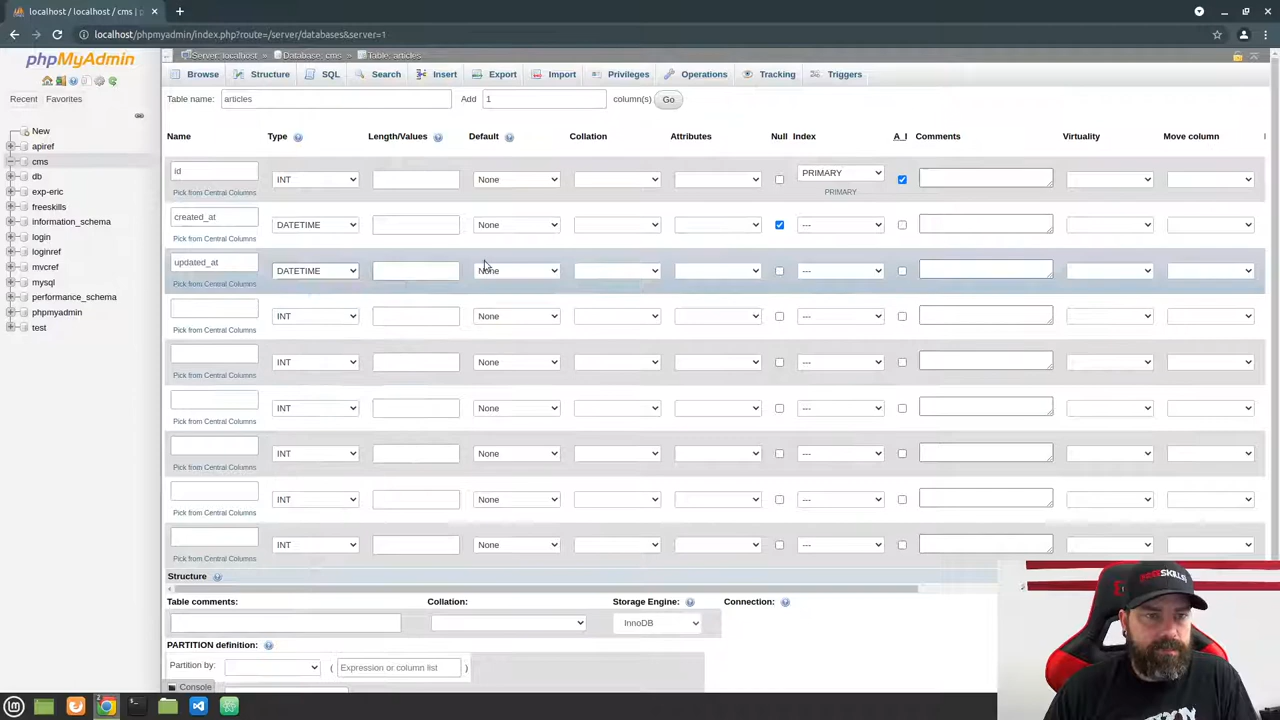 localhost / localhost / cms | p
localhost/phpmyadmin/index.php?route=/server/databases&server=1
phpMyAdmin
Recent Favorites
New
apiref
cms
db
exp-eric
freeskills
information_schema
login
loginref
mvcref
mysql
performance_schema
phpmyadmin
test
Server: localhost » Database: cms » Table: articles
Browse Structure SQL Search Insert Export Import Privileges Operations Tracking Triggers
Table name: articles Add 1 column(s) Go
Name Type Length/Values Default Collation Attributes Null Index A_I Comments Virtuality Move column
id INT None PRIMARY
Pick from Central Columns PRIMARY
created_at DATETIME None ---
Pick from Central Columns
updated_at DATETIME None ---
Pick from Central Columns
INT None ---
Pick from Central Columns
INT None ---
Pick from Central Columns
INT None ---
Pick from Central Columns
INT None ---
Pick from Central Columns
INT None ---
Pick from Central Columns
INT None ---
Pick from Central Columns
Structure
Table comments: Collation: Storage Engine: Connection:
InnoDB
PARTITION definition:
Partition by: ( Expression or column list )
Console